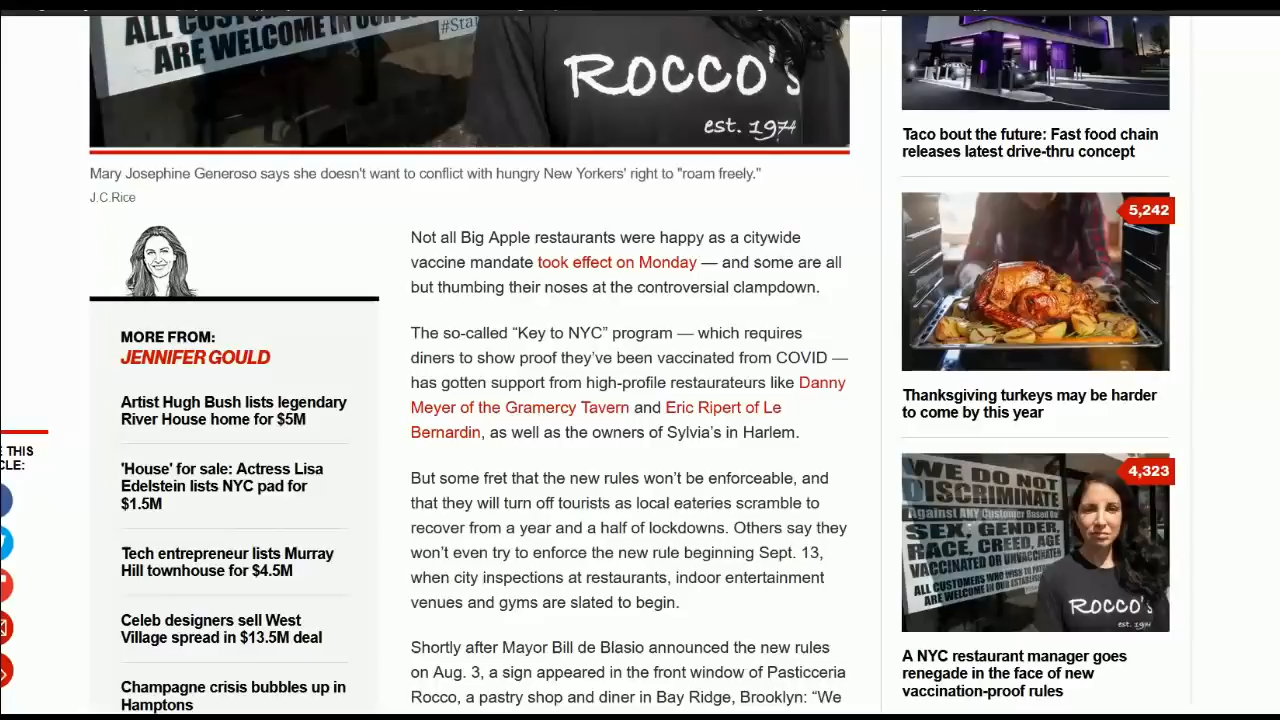 ALL CUSTOMERS
ARE WELCOME IN OUR
#Sta
ROCCO's
est. 1974
Mary Josephine Generoso says she doesn't want to conflict with hungry New Yorkers' right to "roam freely."
J.C.Rice
E THIS
CLE:
MORE FROM:
JENNIFER GOULD
Artist Hugh Bush lists legendary
River House home for $5M
'House' for sale: Actress Lisa
Edelstein lists NYC pad for
$1.5M
Tech entrepreneur lists Murray
Hill townhouse for $4.5M
Celeb designers sell West
Village spread in $13.5M deal
Champagne crisis bubbles up in
Hamptons
Not all Big Apple restaurants were happy as a citywide
vaccine mandate took effect on Monday — and some are all
but thumbing their noses at the controversial clampdown.
The so-called “Key to NYC” program — which requires
diners to show proof they’ve been vaccinated from COVID —
has gotten support from high-profile restaurateurs like Danny
Meyer of the Gramercy Tavern and Eric Ripert of Le
Bernardin, as well as the owners of Sylvia’s in Harlem.
But some fret that the new rules won’t be enforceable, and
that they will turn off tourists as local eateries scramble to
recover from a year and a half of lockdowns. Others say they
won’t even try to enforce the new rule beginning Sept. 13,
when city inspections at restaurants, indoor entertainment
venues and gyms are slated to begin.
Shortly after Mayor Bill de Blasio announced the new rules
on Aug. 3, a sign appeared in the front window of Pasticceria
Rocco, a pastry shop and diner in Bay Ridge, Brooklyn: “We
Taco bout the future: Fast food chain
releases latest drive-thru concept
5,242
Thanksgiving turkeys may be harder
to come by this year
4,323
WE DO NOT
DISCRIMINATE
Against ANY Customer Based On
SEX, GENDER,
RACE, CREED, AGE
VACCINATED OR UNVACCINATED
ALL CUSTOMERS WHO WISH TO
ARE WELCOME IN OUR
ROCCO's
est. 1974
A NYC restaurant manager goes
renegade in the face of new
vaccination-proof rules